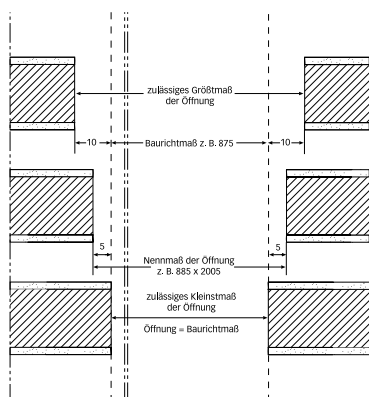 zulässiges Größtmaß
der Öffnung
10
Baurichtmaß z. B. 875
10
5
5
Nennmaß der Öffnung
z. B. 885 x 2005
zulässiges Kleinstmaß
der Öffnung
Öffnung = Baurichtmaß